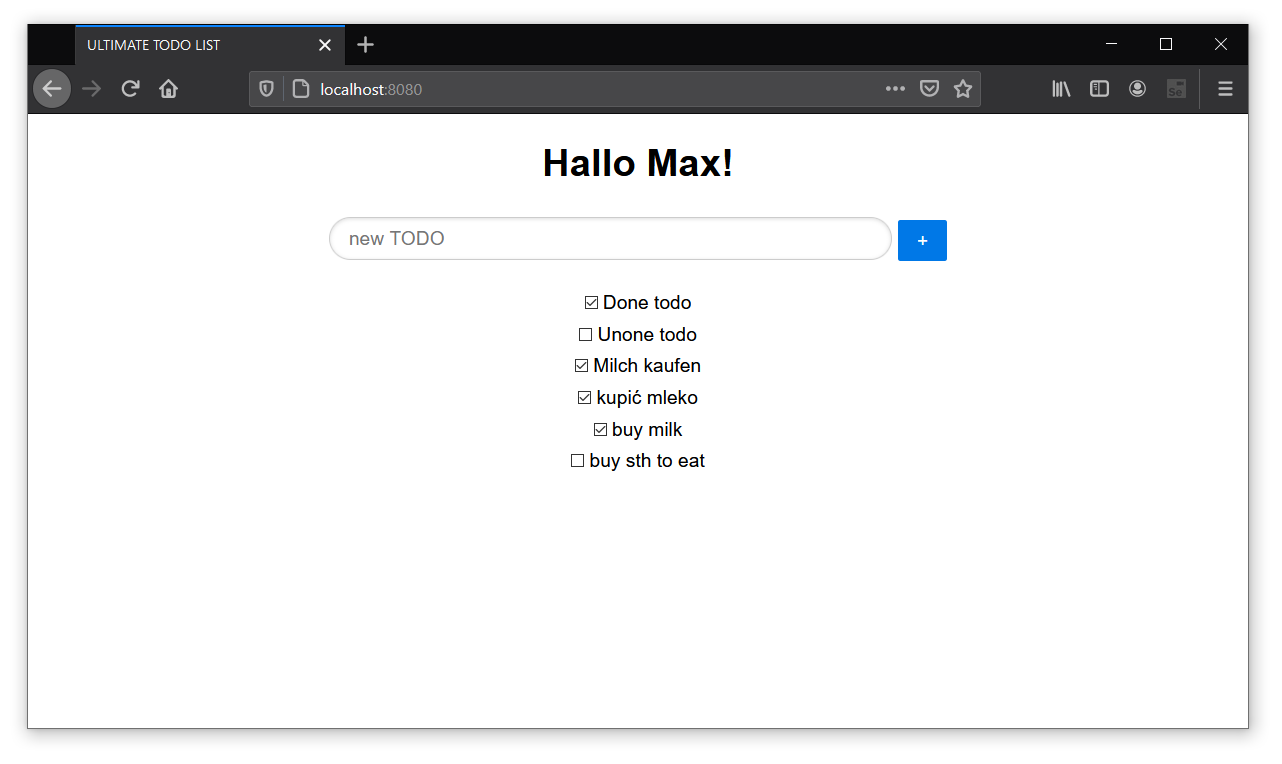 ULTIMATE TODO LIST
localhost:8080
Se
Hallo Max!
new TODO
+
Done todo
Unone todo
Milch kaufen
kupić mleko
buy milk
buy sth to eat